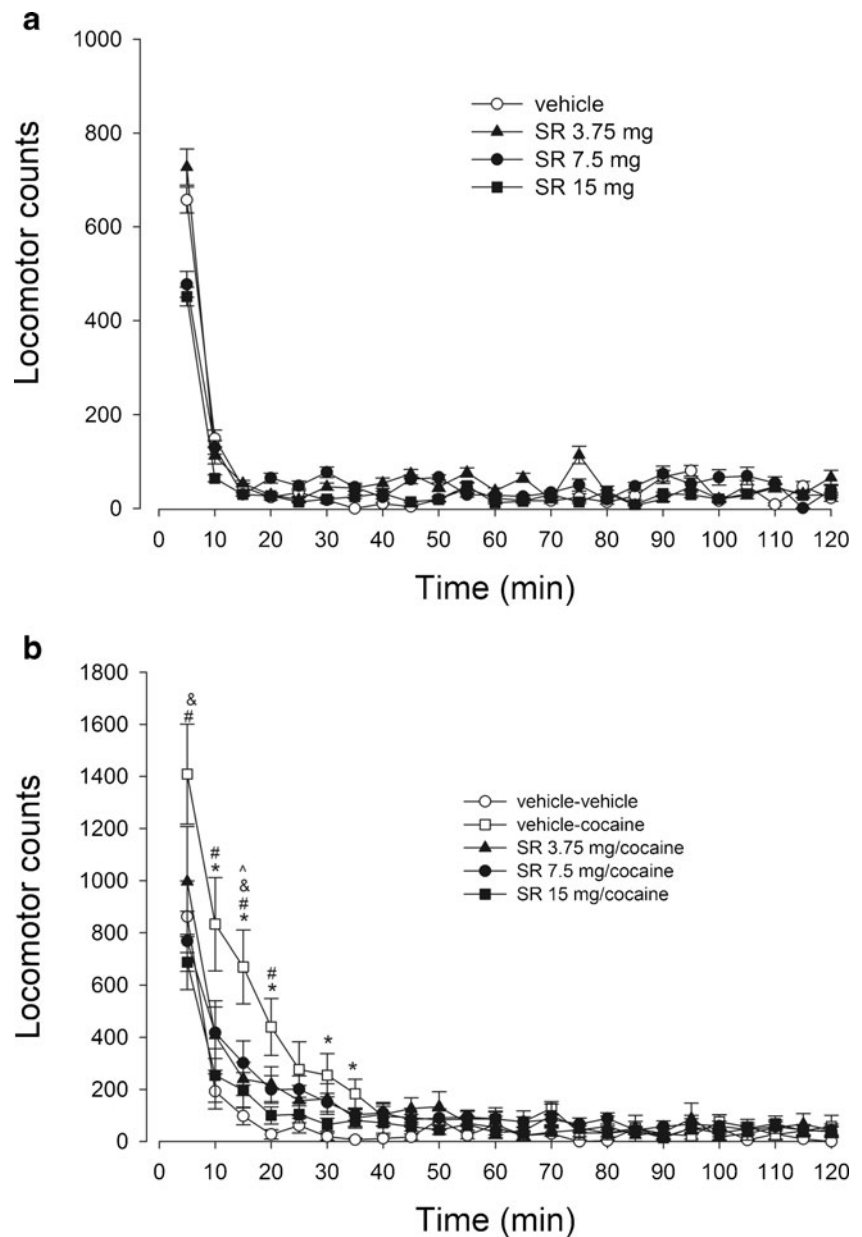 a
1000
800
600
400
200
0
Locomotor counts
vehicle
SR 3.75 mg
SR 7.5 mg
SR 15 mg
0 10 20 30 40 50 60 70 80 90 100 110 120
Time (min)
b
1800
1600
1400
1200
1000
800
600
400
200
0
Locomotor counts
&
#
#
*
^
&
#
*
#
*
*
*
vehicle-vehicle
vehicle-cocaine
SR 3.75 mg/cocaine
SR 7.5 mg/cocaine
SR 15 mg/cocaine
0 10 20 30 40 50 60 70 80 90 100 110 120
Time (min)